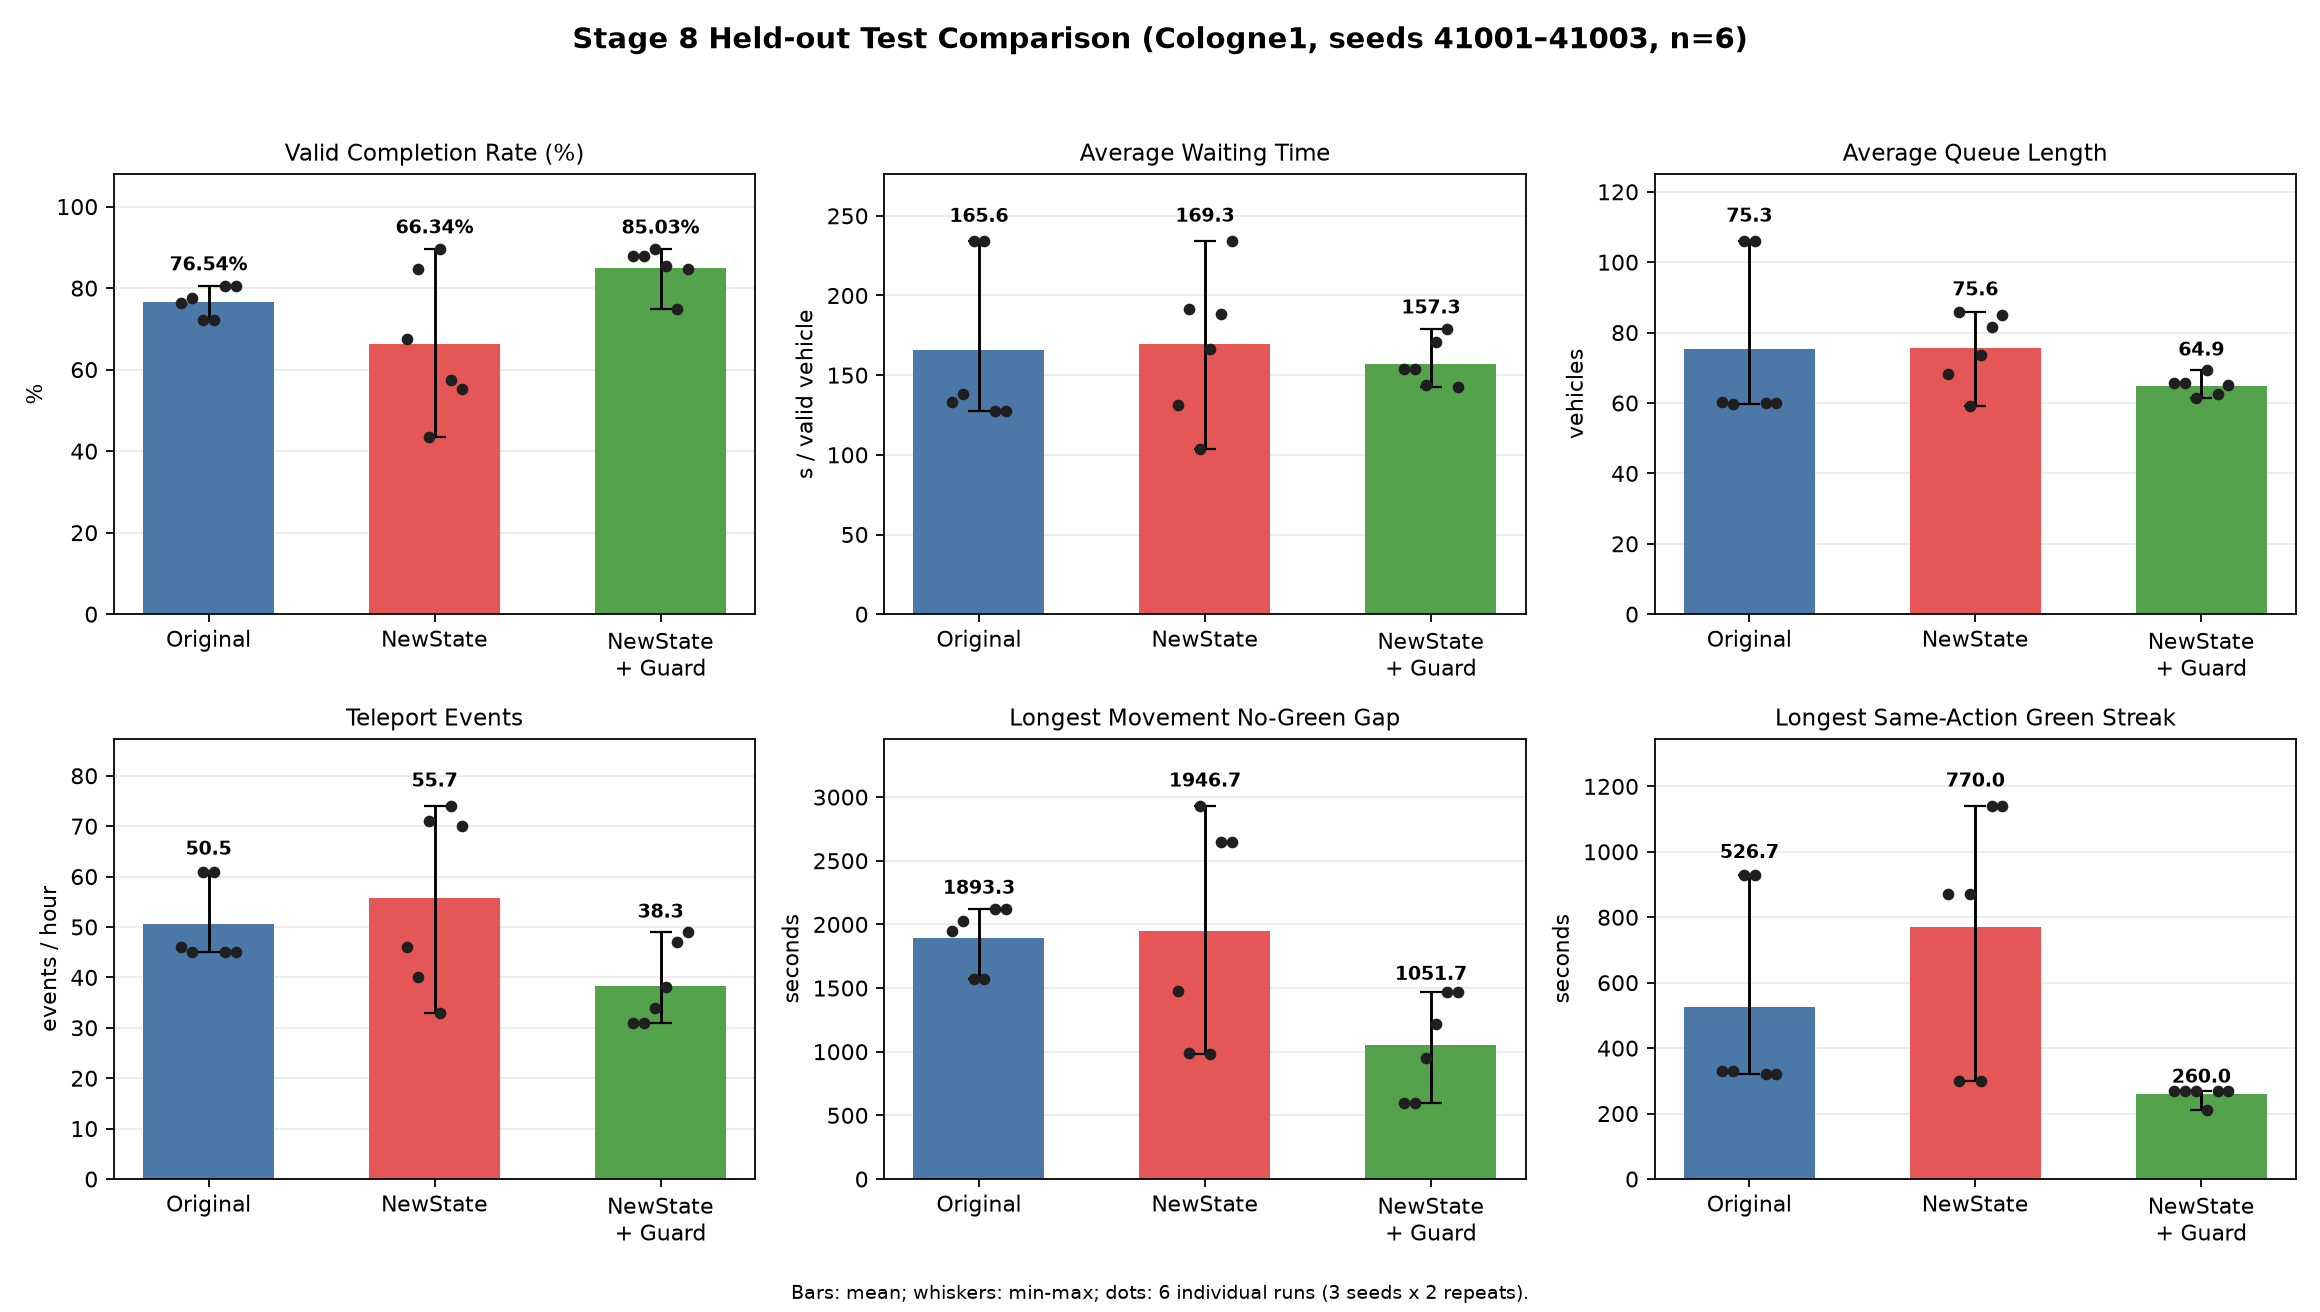 Stage 8 Held-out Test Comparison (Cologne1, seeds 41001–41003, n=6)
Valid Completion Rate (%)
%
100
80
60
40
20
0
76.54%
66.34%
85.03%
Original
NewState
NewState
+ Guard
Average Waiting Time
s / valid vehicle
250
200
150
100
50
0
165.6
169.3
157.3
Original
NewState
NewState
+ Guard
Average Queue Length
vehicles
120
100
80
60
40
20
0
75.3
75.6
64.9
Original
NewState
NewState
+ Guard
Teleport Events
events / hour
80
70
60
50
40
30
20
10
0
50.5
55.7
38.3
Original
NewState
NewState
+ Guard
Longest Movement No-Green Gap
seconds
3000
2500
2000
1500
1000
500
0
1893.3
1946.7
1051.7
Original
NewState
NewState
+ Guard
Longest Same-Action Green Streak
seconds
1200
1000
800
600
400
200
0
526.7
770.0
260.0
Original
NewState
NewState
+ Guard
Bars: mean; whiskers: min-max; dots: 6 individual runs (3 seeds x 2 repeats).